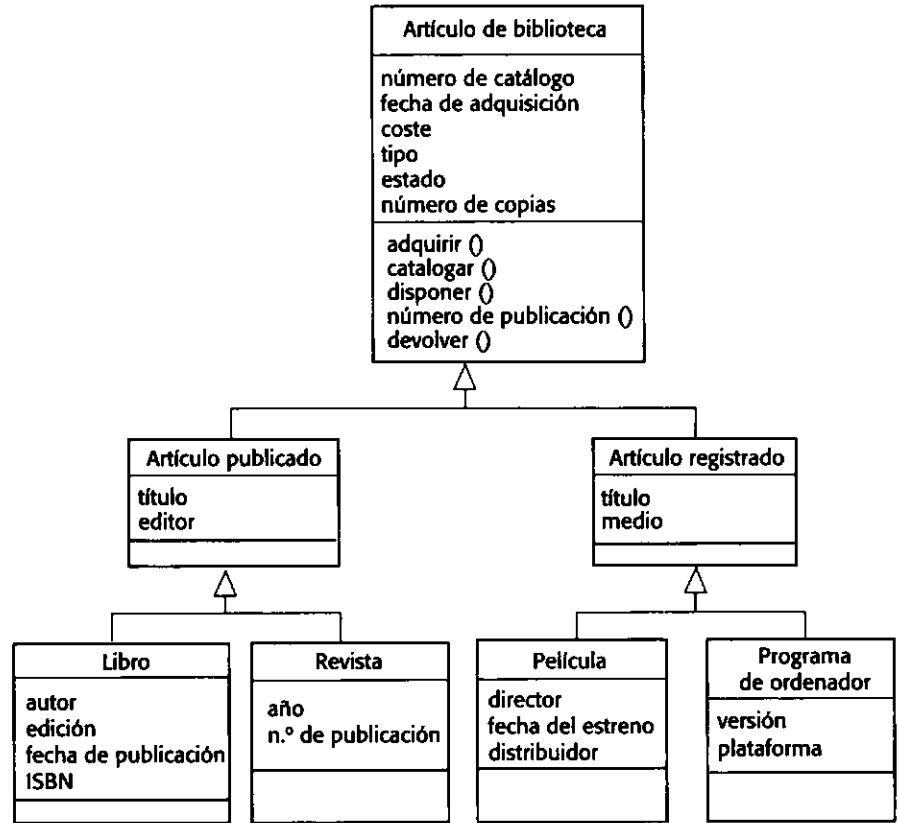 Artículo de biblioteca
número de catálogo
fecha de adquisición
coste
tipo
estado
número de copias
adquirir ()
catalogar ()
disponer ()
número de publicación ()
devolver ()
Artículo publicado
título
editor
Artículo registrado
título
medio
Libro
autor
edición
fecha de publicación
ISBN
Revista
año
n.º de publicación
Película
director
fecha del estreno
distribuidor
Programa
de ordenador
versión
plataforma